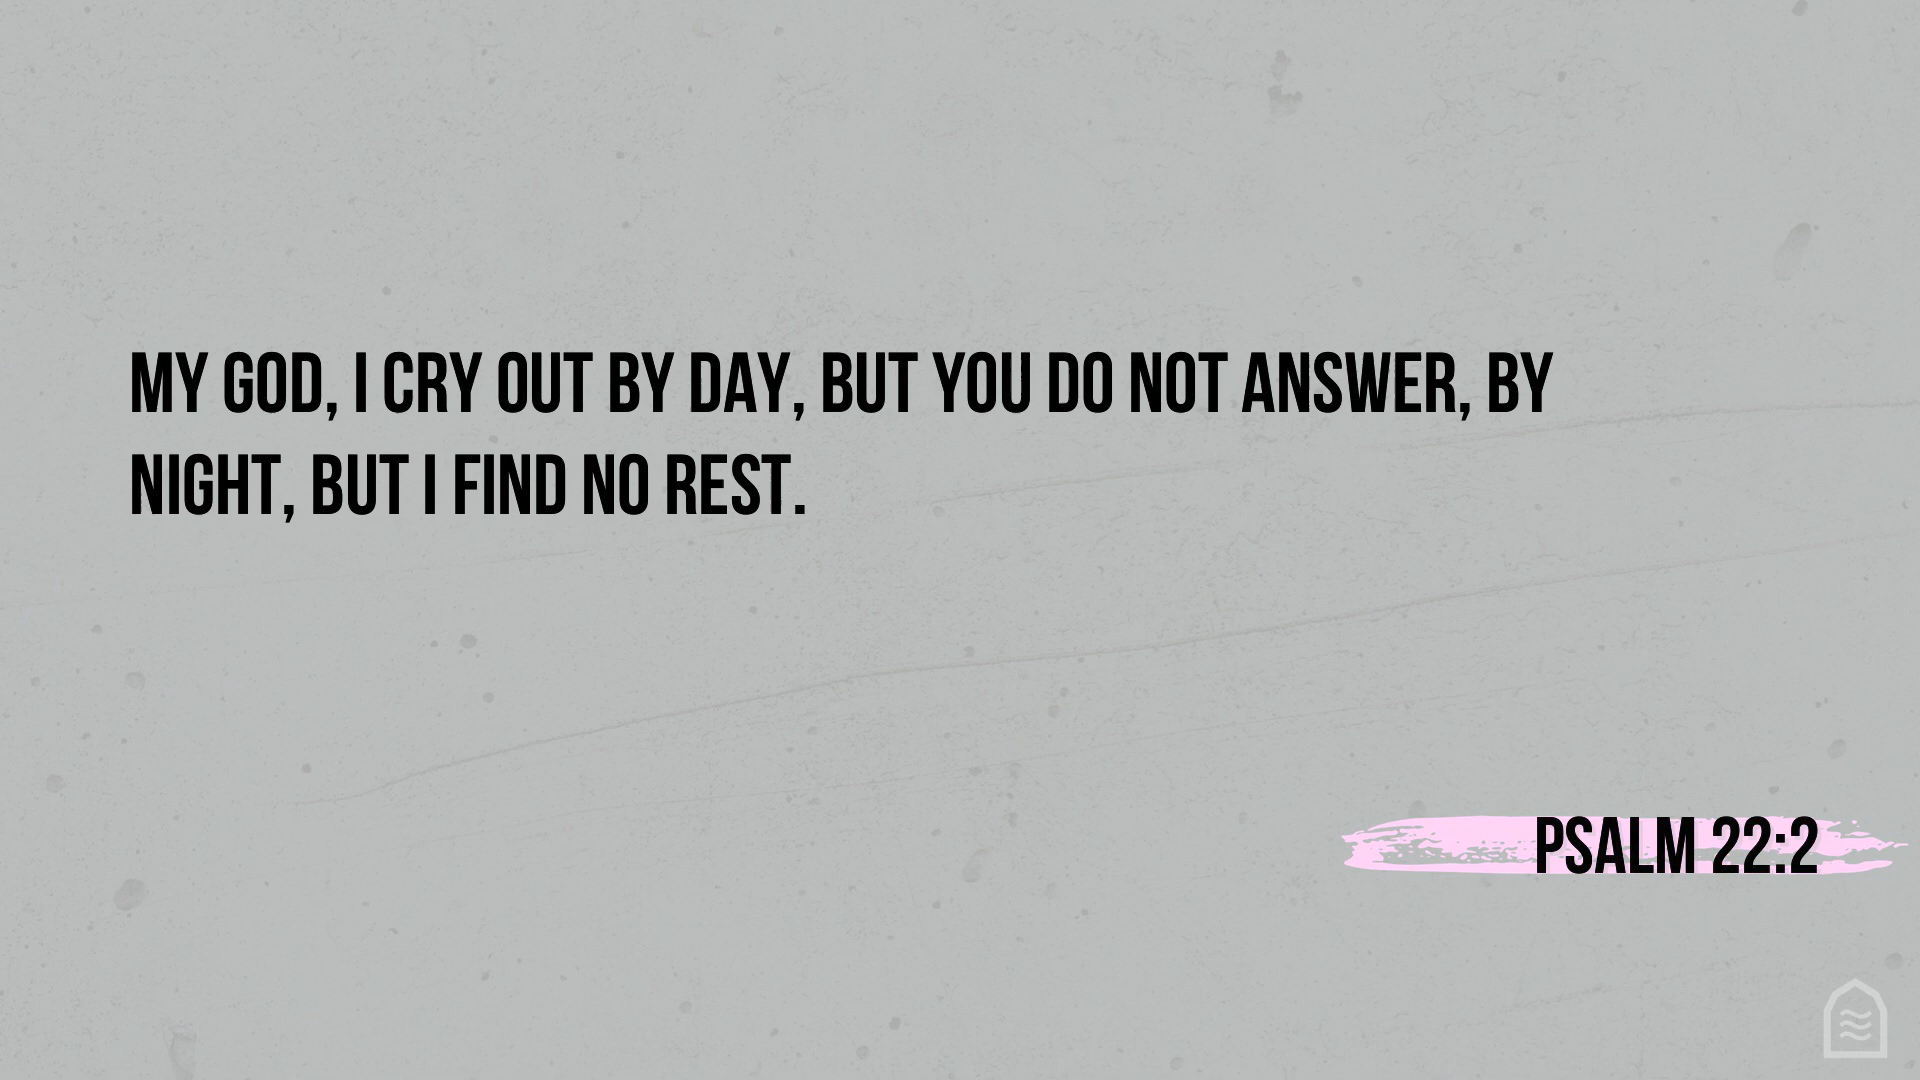 MY GOD, I CRY OUT BY DAY, BUT YOU DO NOT ANSWER, BY
NIGHT, BUT I FIND NO REST.
PSALM 22:2